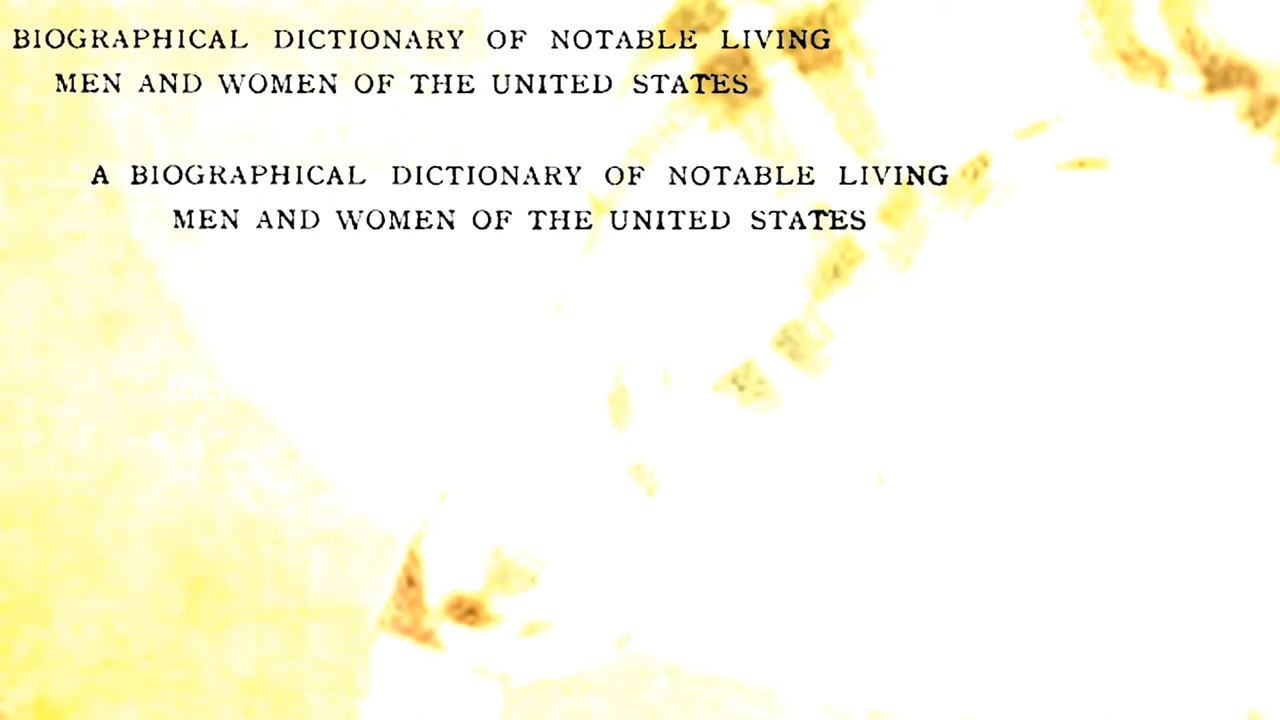 BIOGRAPHICAL DICTIONARY OF NOTABLE LIVING
MEN AND WOMEN OF THE UNITED STATES
A BIOGRAPHICAL DICTIONARY OF NOTABLE LIVING
MEN AND WOMEN OF THE UNITED STATES